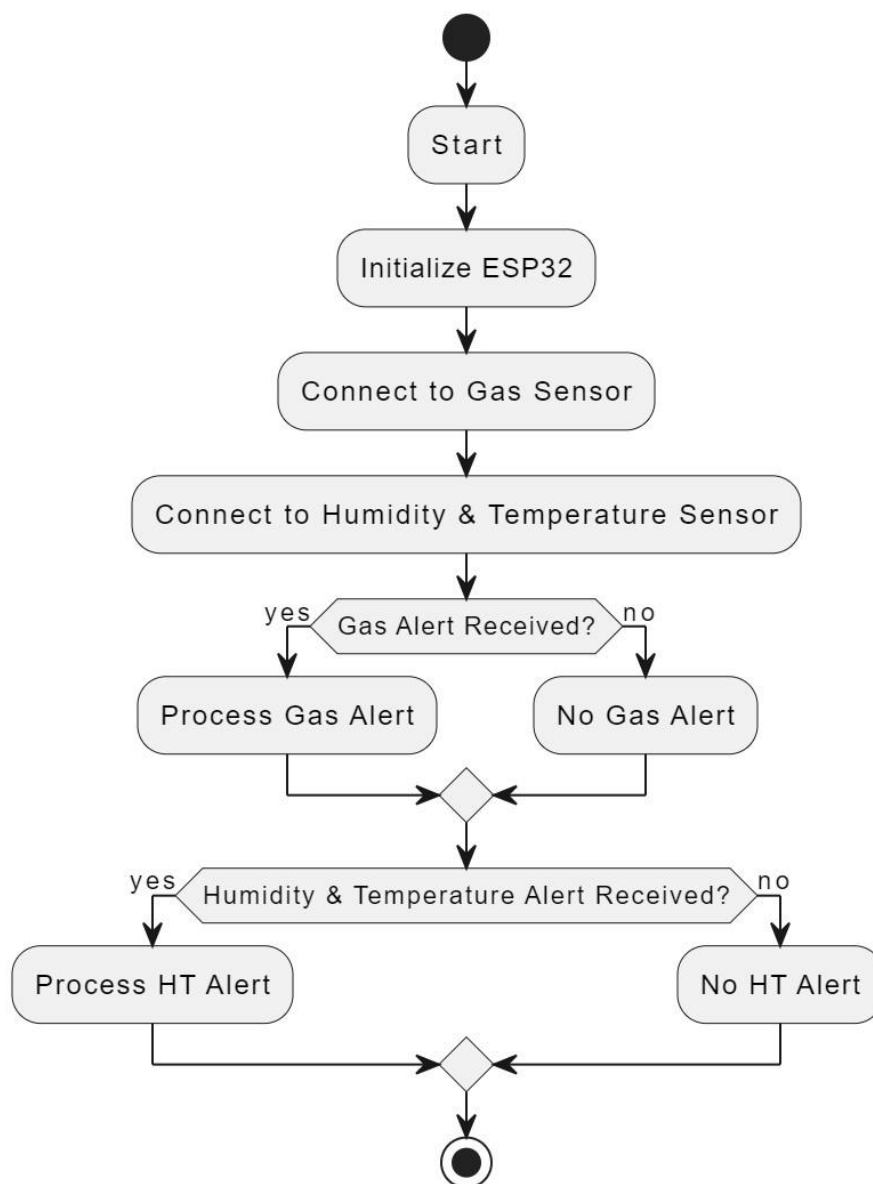 Start
Initialize ESP32
Connect to Gas Sensor
Connect to Humidity & Temperature Sensor
yes
Gas Alert Received?
no
Process Gas Alert
No Gas Alert
yes
Humidity & Temperature Alert Received?
no
Process HT Alert
No HT Alert